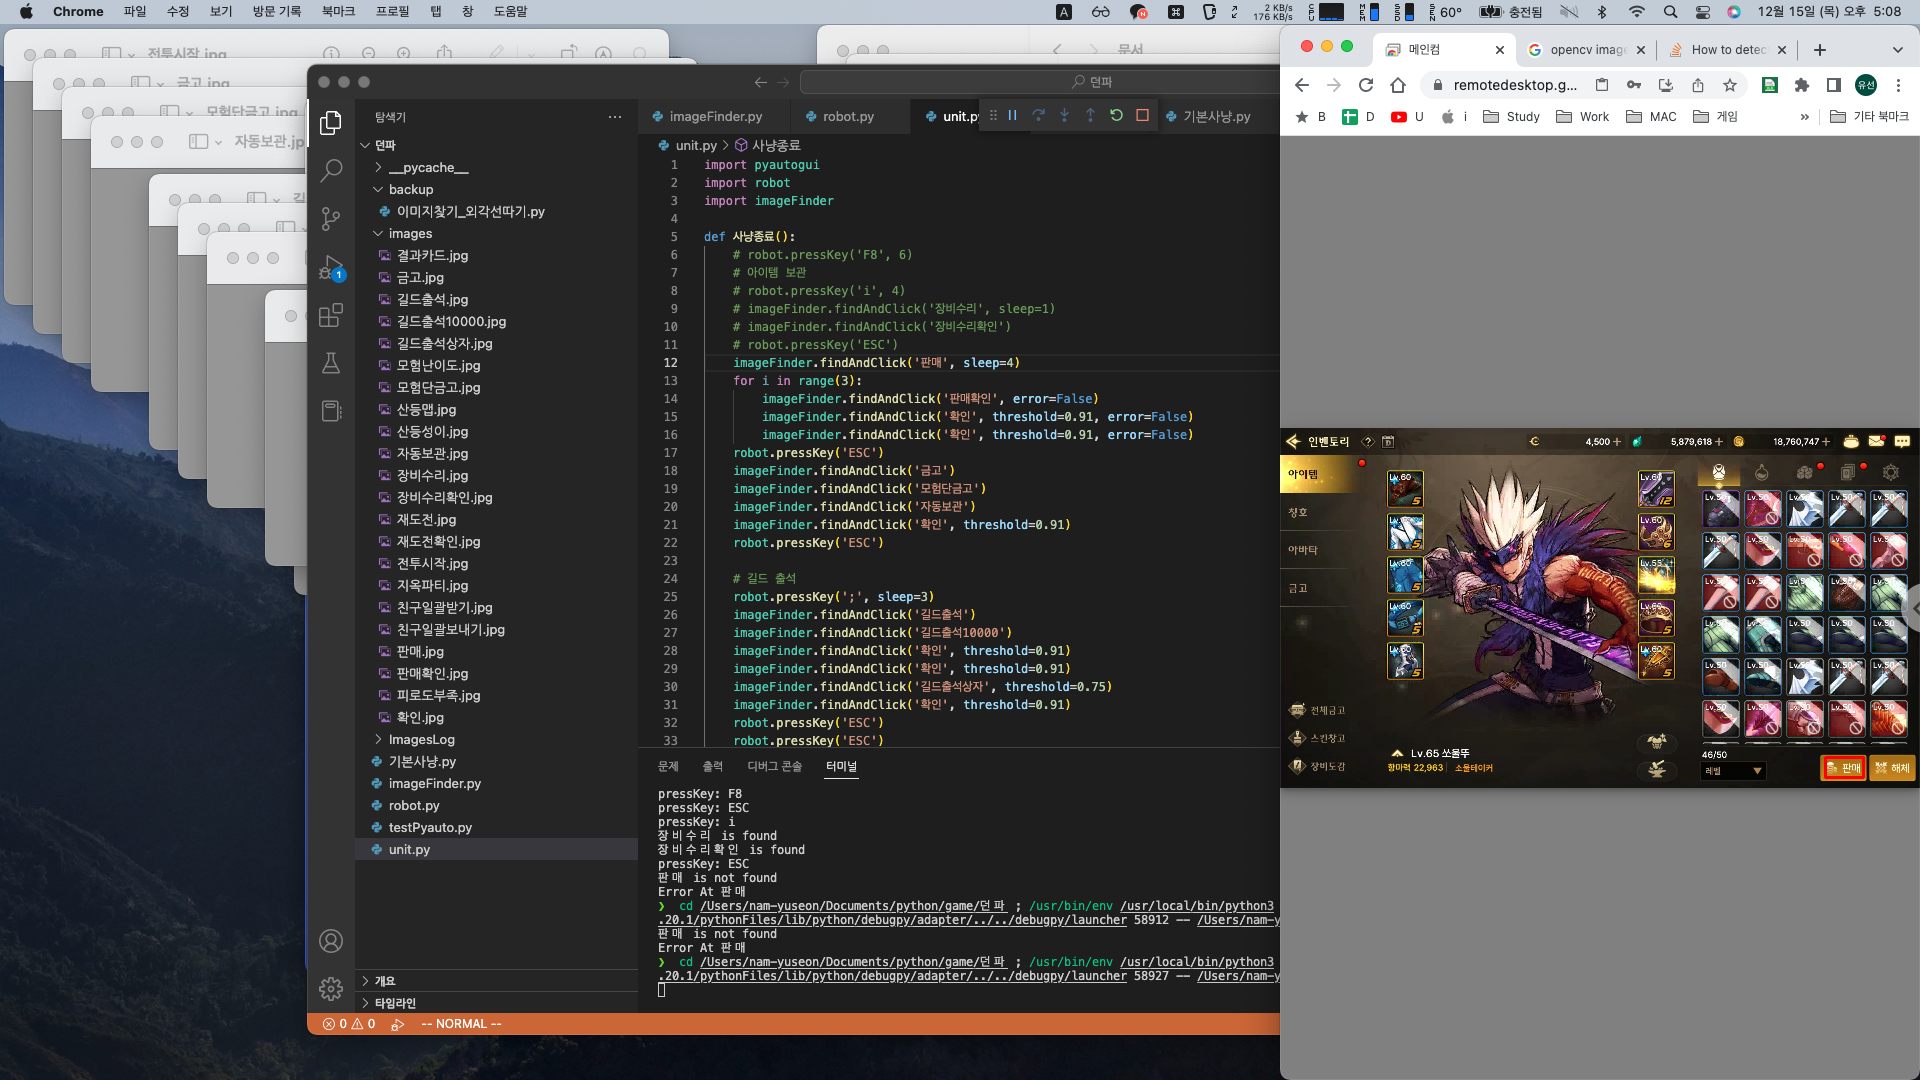 Chrome 파일 수정 보기 방문 기록 북마크 프로필 탭 창 도움말
2 KB/s
176 KB/s
60° 충전됨 12월 15일 (목) 오후 5:08
전투시작.jpg
금고.jpg
모험단금고.jpg
자동보관.jp
문서
던파
탐색기
던파
__pycache__
backup
이미지찾기_외각선따기.py
images
결과카드.jpg
금고.jpg
길드출석.jpg
길드출석10000.jpg
길드출석상자.jpg
모험난이도.jpg
모험단금고.jpg
산등맵.jpg
산등성이.jpg
자동보관.jpg
장비수리.jpg
장비수리확인.jpg
재도전.jpg
재도전확인.jpg
전투시작.jpg
지옥파티.jpg
친구일괄받기.jpg
친구일괄보내기.jpg
판매.jpg
판매확인.jpg
피로도부족.jpg
확인.jpg
ImagesLog
기본사냥.py
imageFinder.py
robot.py
testPyauto.py
unit.py
개요
타임라인
0 0 -- NORMAL --
1
imageFinder.py robot.py unit.py 기본사냥.py
unit.py > 사냥종료
1 import pyautogui
2 import robot
3 import imageFinder
4
5 def 사냥종료():
6 # robot.pressKey('F8', 6)
7 # 아이템 보관
8 # robot.pressKey('i', 4)
9 # imageFinder.findAndClick('장비수리', sleep=1)
10 # imageFinder.findAndClick('장비수리확인')
11 # robot.pressKey('ESC')
12 imageFinder.findAndClick('판매', sleep=4)
13 for i in range(3):
14 imageFinder.findAndClick('판매확인', error=False)
15 imageFinder.findAndClick('확인', threshold=0.91, error=False)
16 imageFinder.findAndClick('확인', threshold=0.91, error=False)
17 robot.pressKey('ESC')
18 imageFinder.findAndClick('금고')
19 imageFinder.findAndClick('모험단금고')
20 imageFinder.findAndClick('자동보관')
21 imageFinder.findAndClick('확인', threshold=0.91)
22 robot.pressKey('ESC')
23
24 # 길드 출석
25 robot.pressKey(';', sleep=3)
26 imageFinder.findAndClick('길드출석')
27 imageFinder.findAndClick('길드출석10000')
28 imageFinder.findAndClick('확인', threshold=0.91)
29 imageFinder.findAndClick('확인', threshold=0.91)
30 imageFinder.findAndClick('길드출석상자', threshold=0.75)
31 imageFinder.findAndClick('확인', threshold=0.91)
32 robot.pressKey('ESC')
33 robot.pressKey('ESC')
문제 출력 디버그 콘솔 터미널
pressKey: F8
pressKey: ESC
pressKey: i
장비수리 is found
장비수리확인 is found
pressKey: ESC
판매 is not found
Error At 판매
❯ cd /Users/nam-yuseon/Documents/python/game/던파 ; /usr/bin/env /usr/local/bin/python3
.20.1/pythonFiles/lib/python/debugpy/adapter/../../debugpy/launcher 58912 -- /Users/nam-y
판매 is not found
Error At 판매
❯ cd /Users/nam-yuseon/Documents/python/game/던파 ; /usr/bin/env /usr/local/bin/python3
.20.1/pythonFiles/lib/python/debugpy/adapter/../../debugpy/launcher 58927 -- /Users/nam-y
메인컴 opencv imag How to detec
remotedesktop.g... 유선
B D U i Study Work MAC 게임 » 기타 북마크
인벤토리 4,500 + 5,879,618 + 18,760,747 +
아이템
칭호
아바타
금고
전체금고
스킨창고
장비도감
Lv.65 쏘울뚜
항마력 22,963 소울테이커
46/50
레벨 판매 해체